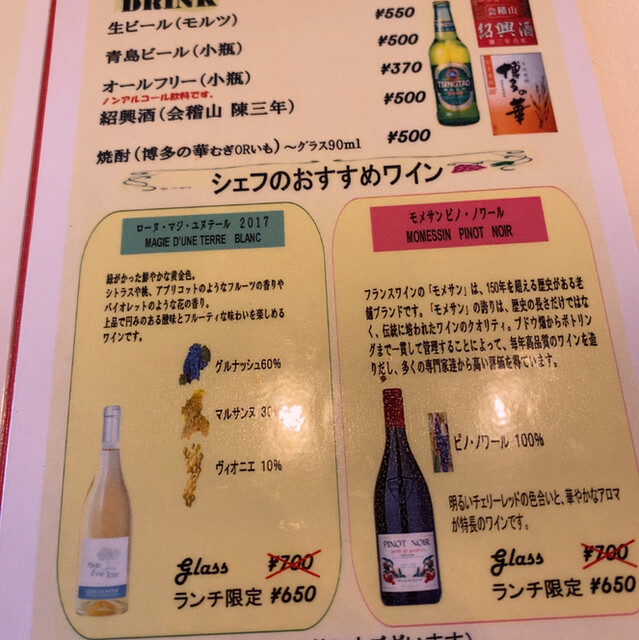 DRINK
生ビール(モルツ) ¥550
青島ビール(小瓶) ¥500
オールフリー(小瓶) ¥370
ノンアルコール飲料です。
紹興酒(会稽山 陳三年) ¥500
焼酎(博多の華むぎORいも)~グラス90ml ¥500
TSINGTAO
会稽山
紹興酒
博多の華
シェフのおすすめワイン
ローヌ・マジ・ユヌテール 2017
MAGIE D'UNE TERRE BLANC
緑がかった鮮やかな黄金色。
シトラスや桃、アプリコットのようなフルーツの香りや
バイオレットのような花の香り。
上品で円みのある酸味とフルーティな味わいを楽しめる
ワインです。
グルナッシュ60%
マルサンヌ 30%
ヴィオニエ 10%
glass ¥700
ランチ限定 ¥650
モメサン ピノ・ノワール
MOMESSIN PINOT NOIR
フランスワインの「モメサン」は、150年を超える歴史がある老
舗ブランドです。「モメサン」の誇りは、歴史の長さだけではな
く、伝統に培われたワインのクオリティ。ブドウ畑からボトリン
グまで一貫して管理することによって、毎年高品質のワインを造
りだし、多くの専門家達から高い評価を得ています。
ピノ・ノワール 100%
PINOT NOIR
明るいチェリーレッドの色合いと、華やかなアロマ
が特長のワインです。
glass ¥700
ランチ限定 ¥650